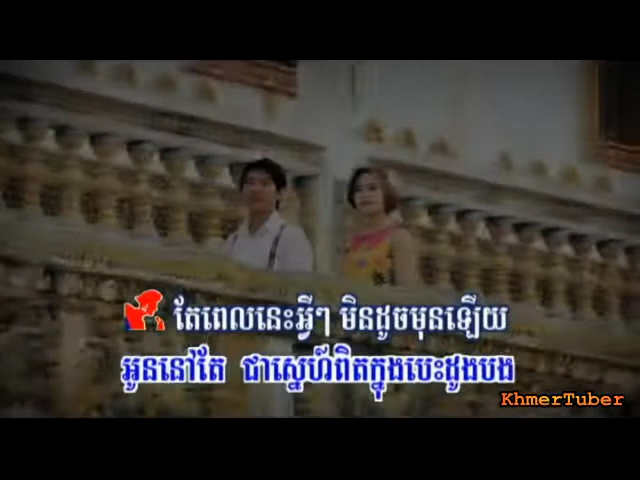 តែពេលនេះអ្វីៗ មិនដូចមុនឡើយ
អូននៅតែ ជាស្នេហ៍ពិតក្នុងបេះដូងបង
KhmerTuber